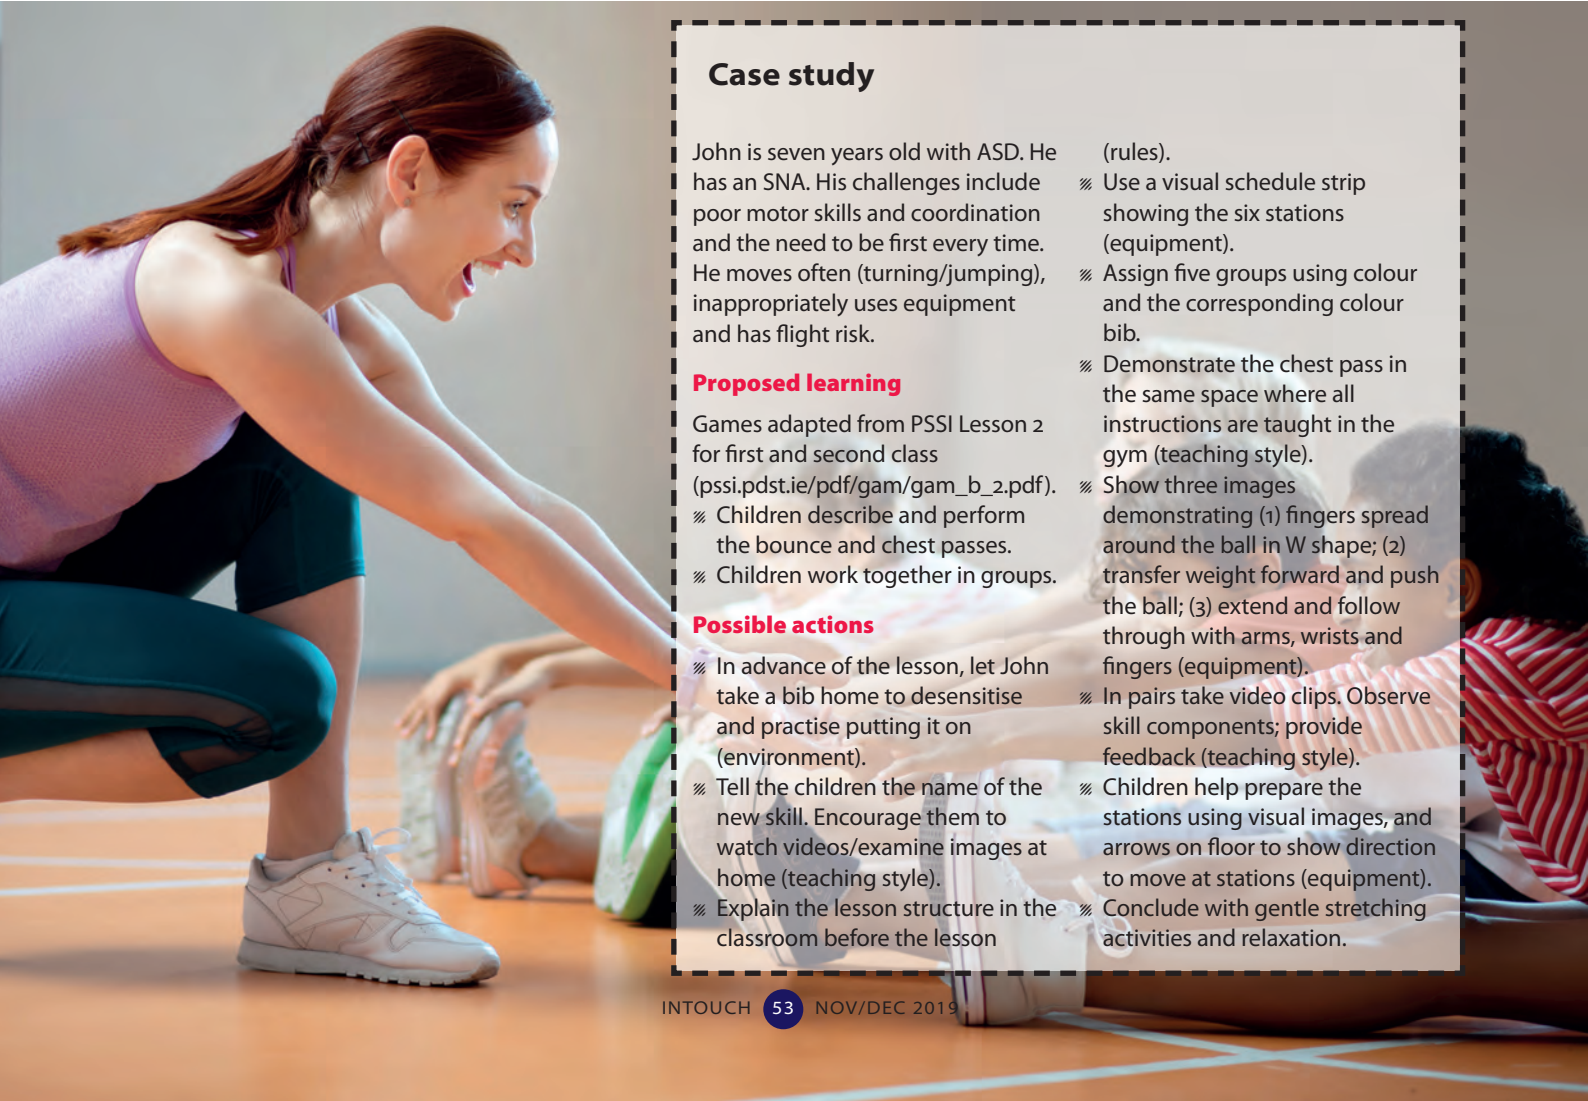 Case study
John is seven years old with ASD. He
has an SNA. His challenges include
poor motor skills and coordination
and the need to be first every time.
He moves often (turning/jumping),
inappropriately uses equipment
and has flight risk.
Proposed learning
Games adapted from PSSI Lesson 2
for first and second class
(pssi.pdst.ie/pdf/gam/gam_b_2.pdf).
Children describe and perform
the bounce and chest passes.
Children work together in groups.
Possible actions
In advance of the lesson, let John
take a bib home to desensitise
and practise putting it on
(environment).
Tell the children the name of the
new skill. Encourage them to
watch videos/examine images at
home (teaching style).
Explain the lesson structure in the
classroom before the lesson
(rules).
Use a visual schedule strip
showing the six stations
(equipment).
Assign five groups using colour
and the corresponding colour
bib.
Demonstrate the chest pass in
the same space where all
instructions are taught in the
gym (teaching style).
Show three images
demonstrating (1) fingers spread
around the ball in W shape; (2)
transfer weight forward and push
the ball; (3) extend and follow
through with arms, wrists and
fingers (equipment).
In pairs take video clips. Observe
skill components; provide
feedback (teaching style).
Children help prepare the
stations using visual images, and
arrows on floor to show direction
to move at stations (equipment).
Conclude with gentle stretching
activities and relaxation.
INTOUCH 53 NOV/DEC 2019